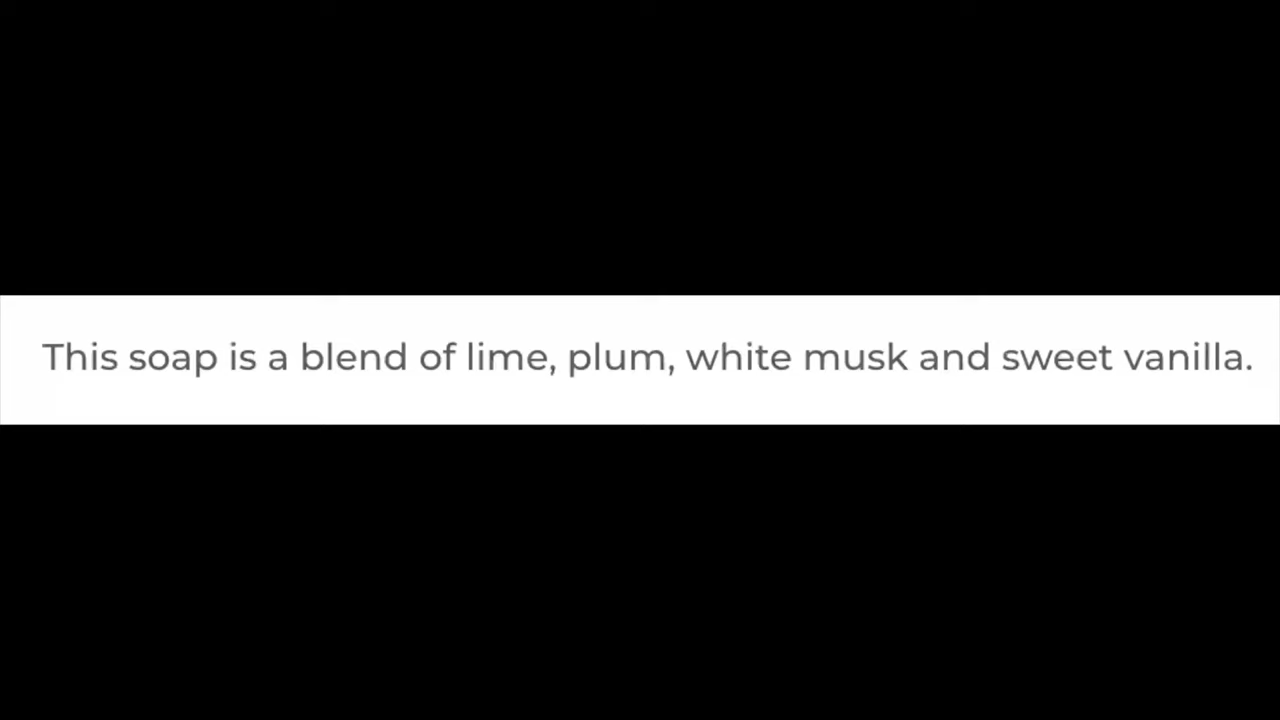 This soap is a blend of lime, plum, white musk and sweet vanilla.